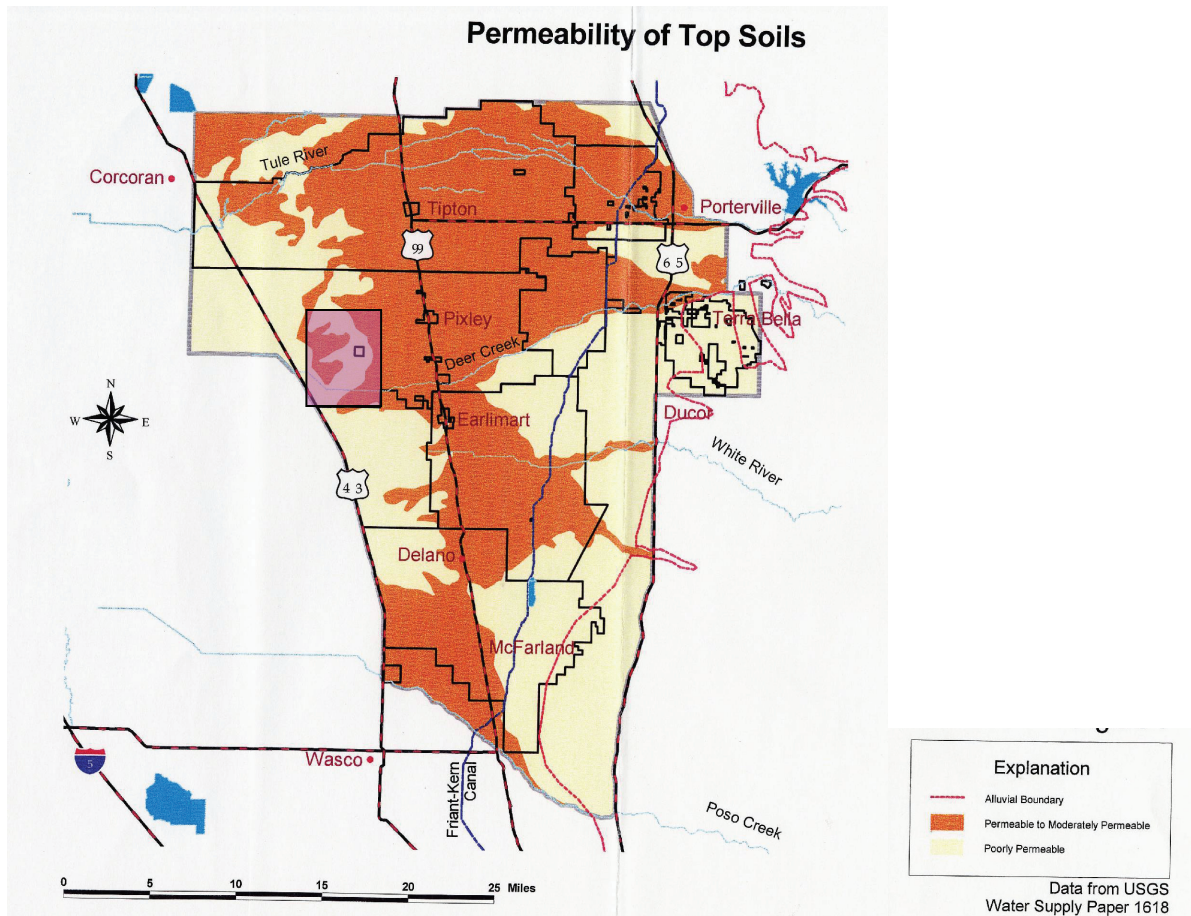 Permeability of Top Soils
Tule River
Corcoran
Tipton
Porterville
99
65
Pixley
Terra Bella
Deer Creek
N
W E
S
Earlimart
Ducor
White River
43
Delano
McFarland
Wasco
5
Friant-Kern
Canal
Poso Creek
Explanation
Alluvial Boundary
Permeable to Moderately Permeable
Poorly Permeable
0 5 10 15 20 25 Miles
Data from USGS
Water Supply Paper 1618